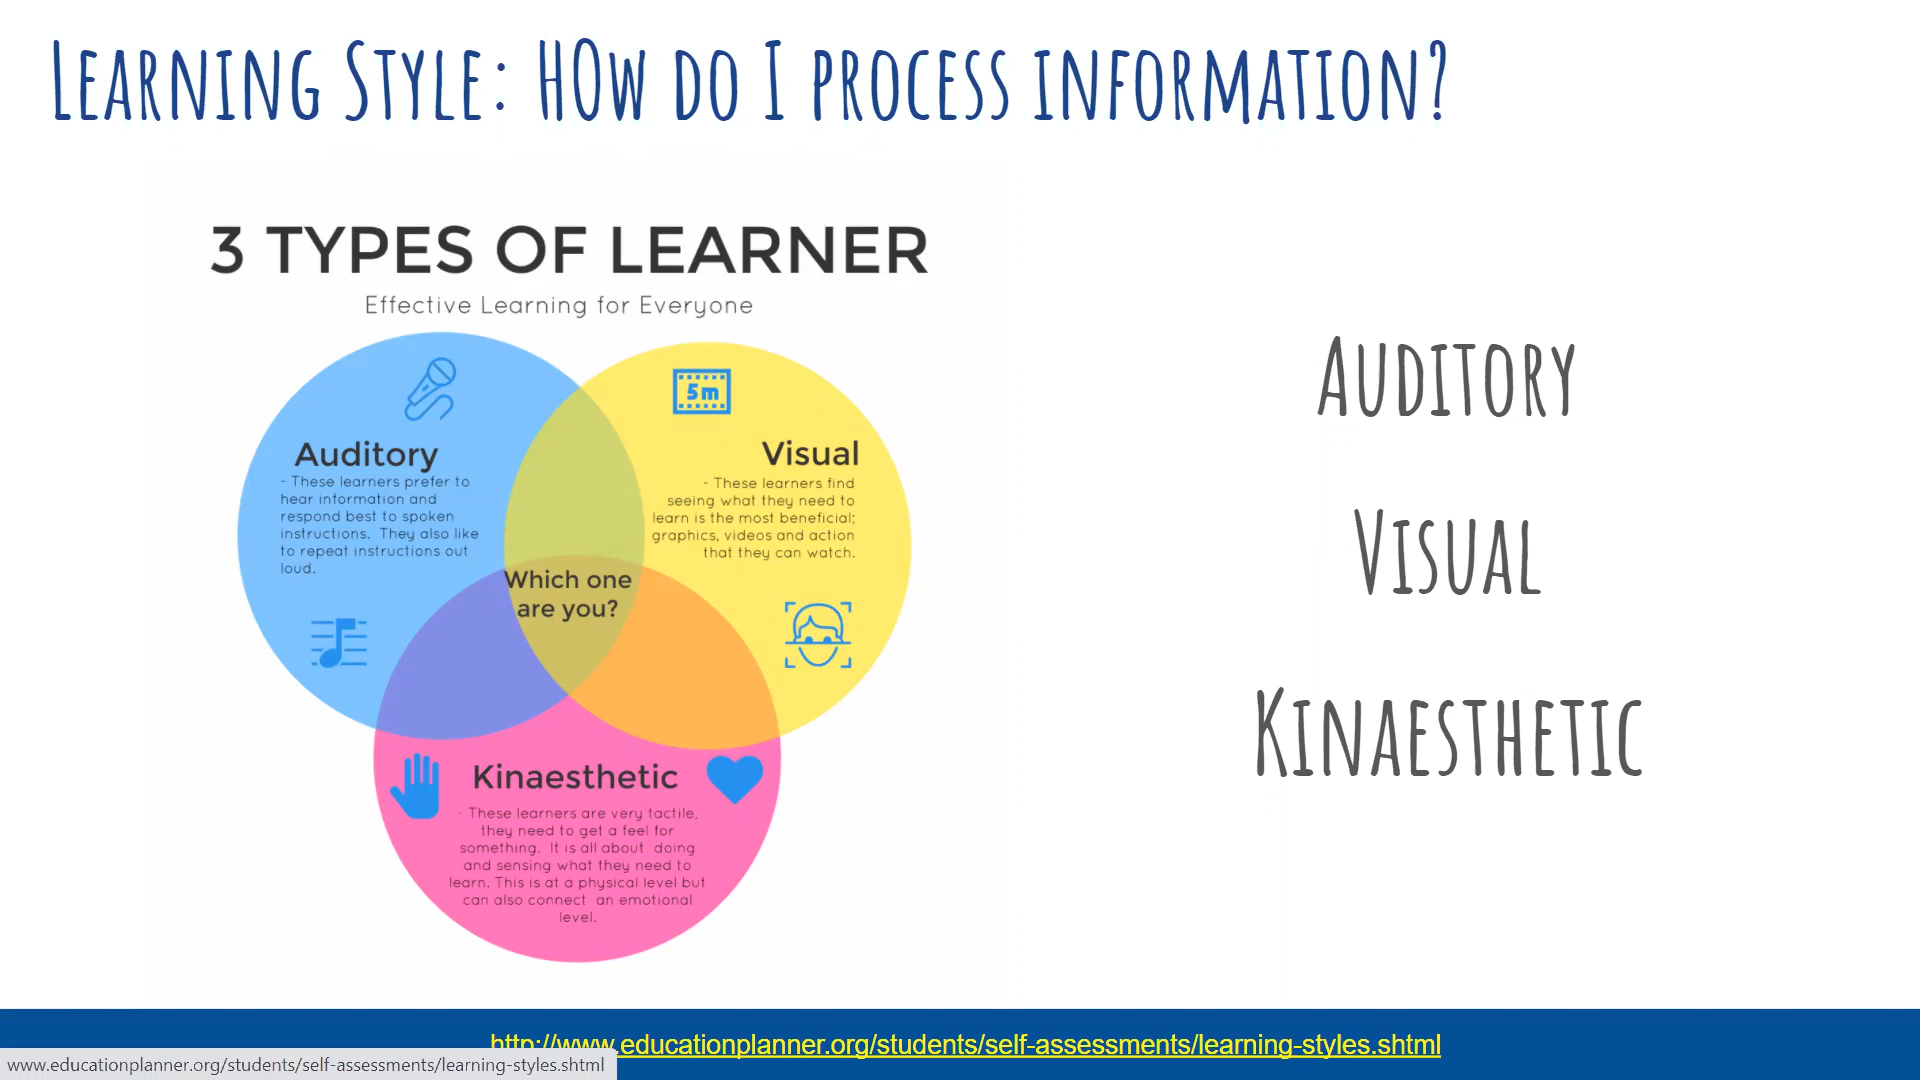 Learning Style: HOw do I process information?
3 TYPES OF LEARNER
Effective Learning for Everyone
5m
Auditory
- These learners prefer to
hear information and
respond best to spoken
instructions. They also like
to repeat instructions out
loud.
Visual
- These learners find
seeing what they need to
learn is the most beneficial;
graphics, videos and action
that they can watch.
Which one
are you?
Kinaesthetic
- These learners are very tactile,
they need to get a feel for
something. It is all about doing
and sensing what they need to
learn. This is at a physical level but
can also connect an emotional
level.
Auditory
Visual
Kinaesthetic
http://www.educationplanner.org/students/self-assessments/learning-styles.shtml
www.educationplanner.org/students/self-assessments/learning-styles.shtml